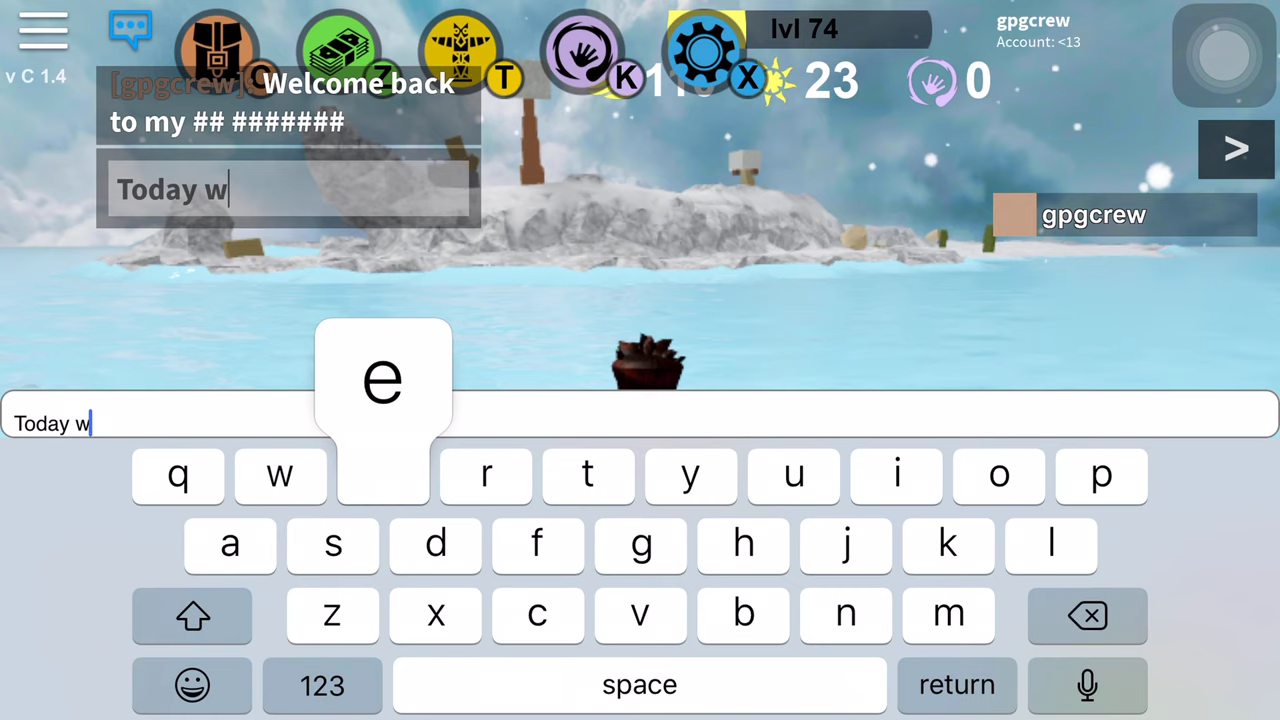 lvl 74
gpgcrew
Account: <13
v C 1.4
C
Z
T
K
X
23
0
[gpgcrew]: Welcome back
to my ## #######
Today w
>
gpgcrew
e
Today w
q w r t y u i o p
a s d f g h j k l
z x c v b n m
123 space return